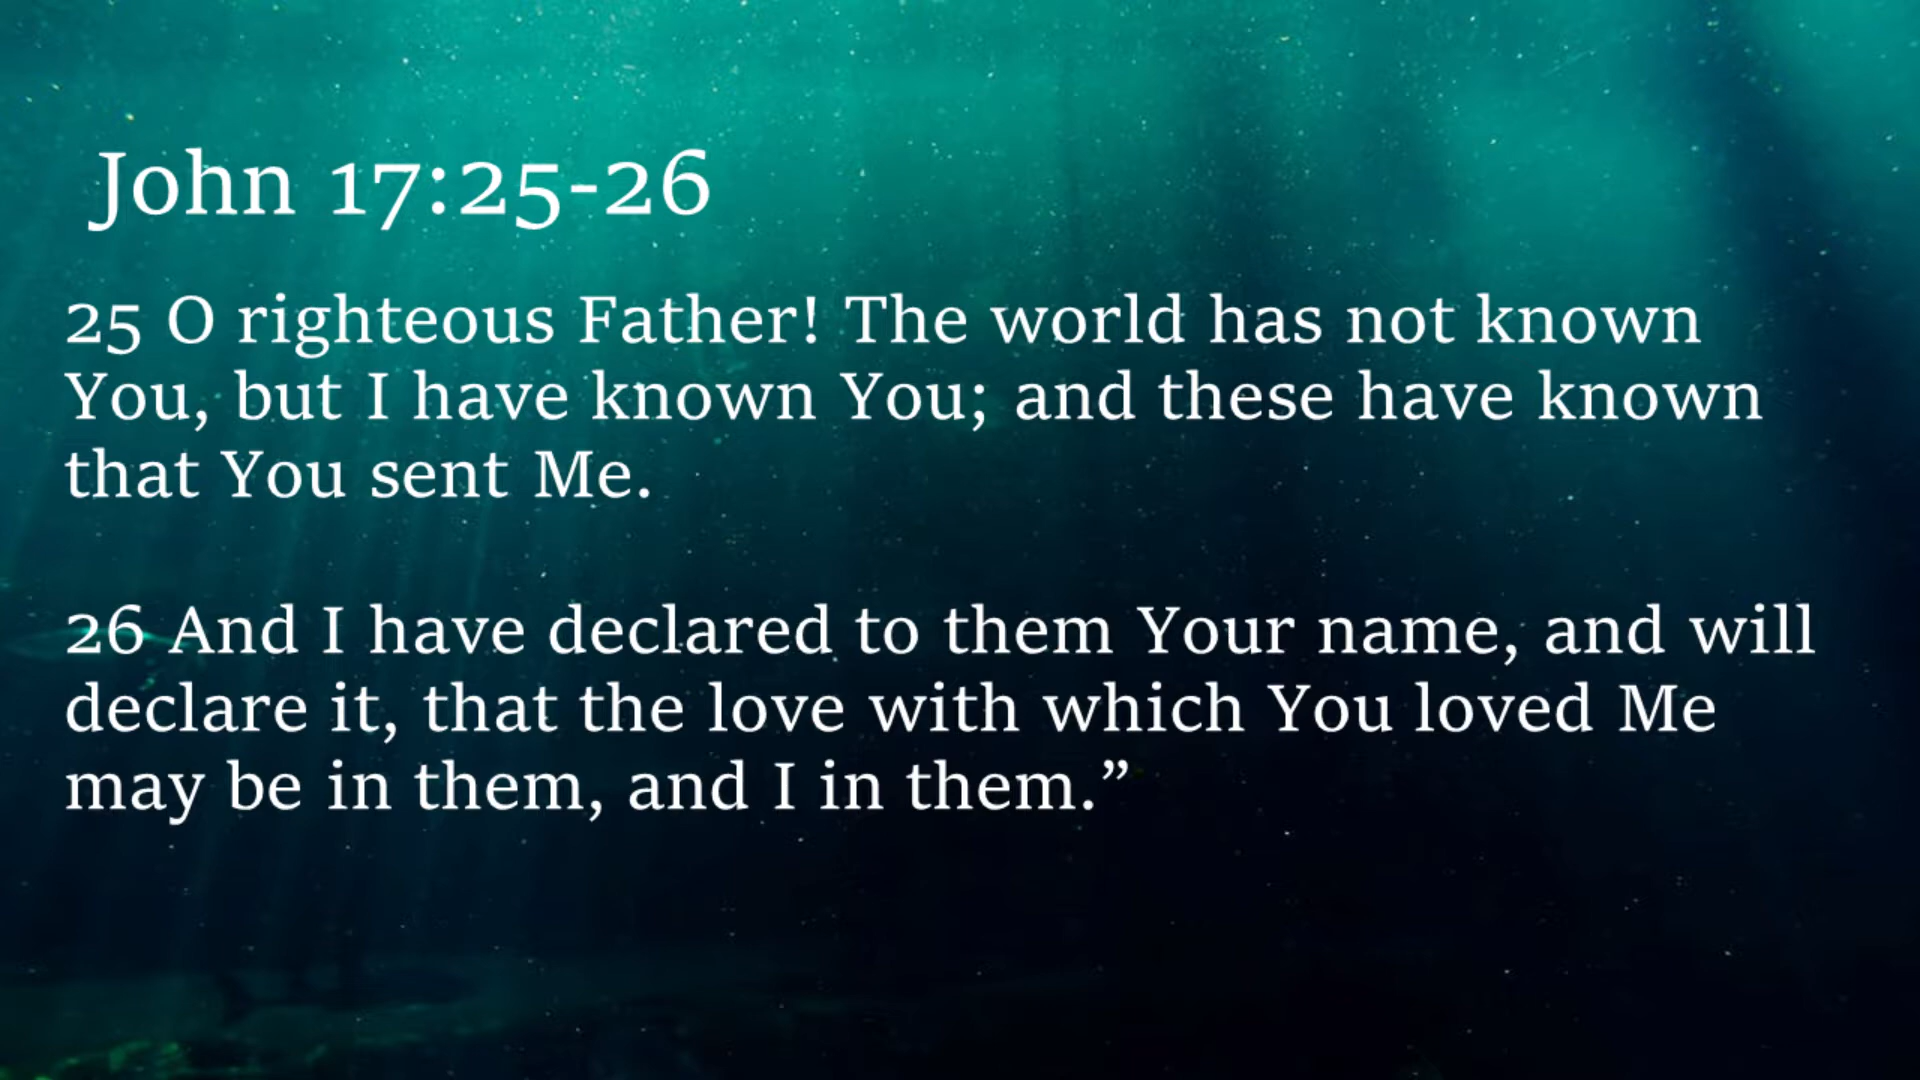 John 17:25-26
25 O righteous Father! The world has not known
You, but I have known You; and these have known
that You sent Me.
26 And I have declared to them Your name, and will
declare it, that the love with which You loved Me
may be in them, and I in them.”